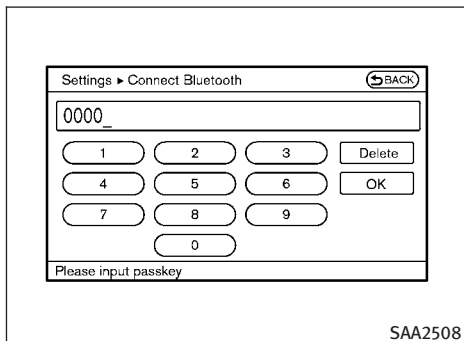 Settings ▸ Connect Bluetooth BACK
0000_
1 2 3 Delete
4 5 6 OK
7 8 9
0
Please input passkey
SAA2508